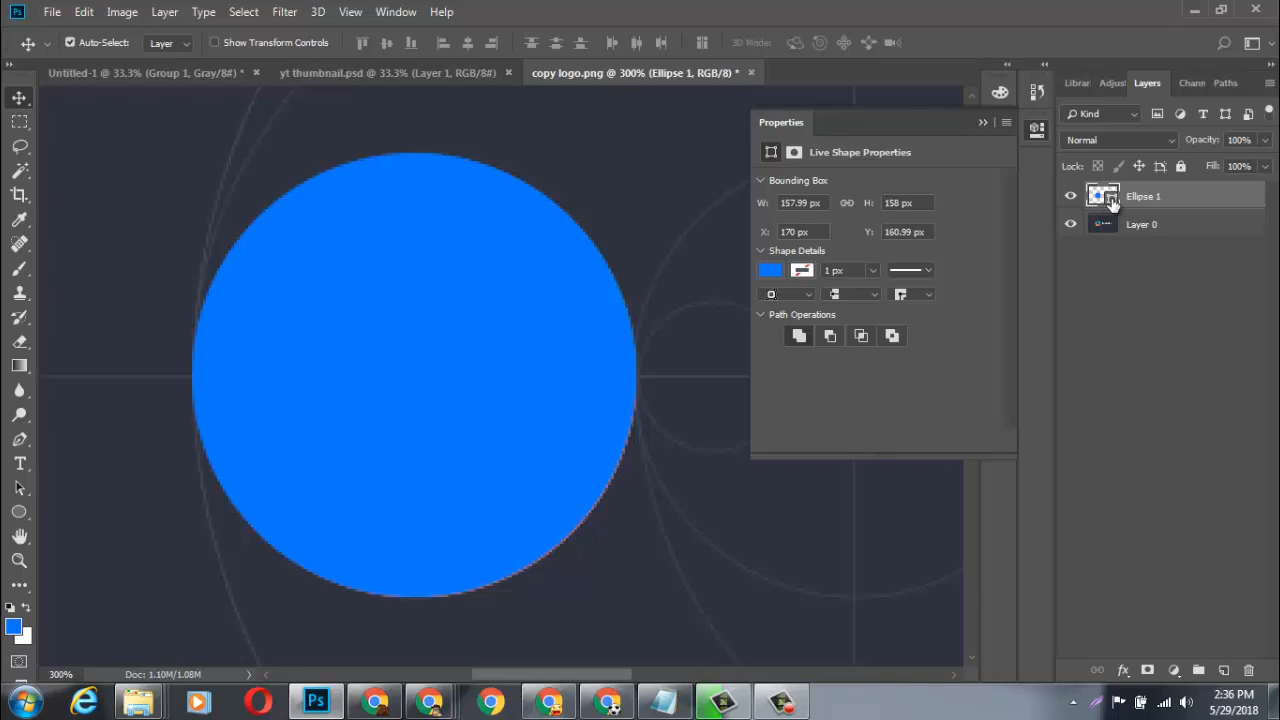 Ps File Edit Image Layer Type Select Filter 3D View Window Help
Auto-Select: Layer Show Transform Controls 3D Mode:
Untitled-1 @ 33.3% (Group 1, Gray/8#) * yt thumbnail.psd @ 33.3% (Layer 1, RGB/8#) copy logo.png @ 300% (Ellipse 1, RGB/8) *
Librar Adjust Layers Chann Paths
Kind
Properties
Normal Opacity: 100%
Live Shape Properties
Lock: Fill: 100%
Bounding Box
Ellipse 1
W: 157.99 px H: 158 px
Layer 0
X: 170 px Y: 160.99 px
Shape Details
1 px
Path Operations
T
300% Doc: 1.10M/1.08M
fx
Ps
2:36 PM
5/29/2018